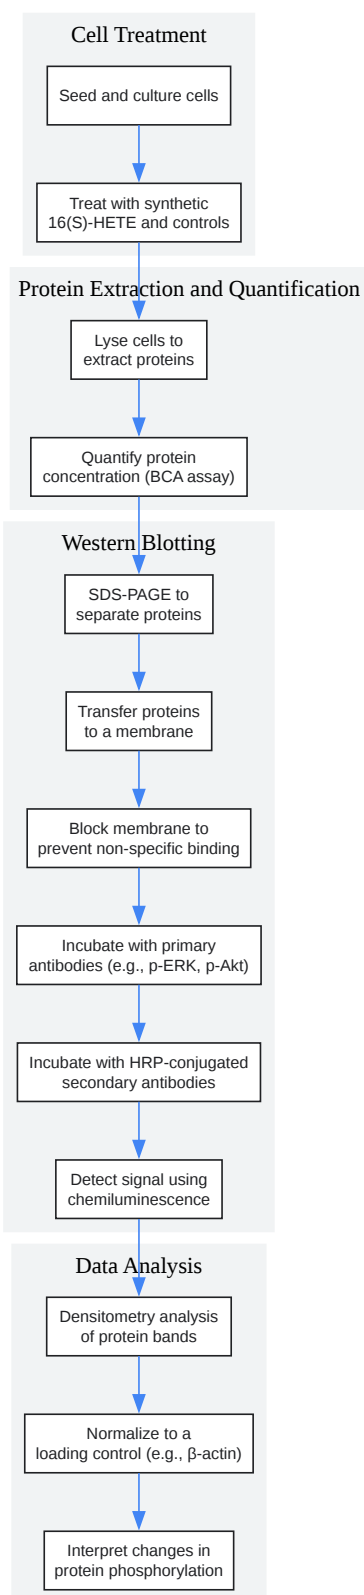 Cell Treatment
Seed and culture cells
Treat with synthetic
16(S)-HETE and controls
Protein Extraction and Quantification
Lyse cells to
extract proteins
Quantify protein
concentration (BCA assay)
Western Blotting
SDS-PAGE to
separate proteins
Transfer proteins
to a membrane
Block membrane to
prevent non-specific binding
Incubate with primary
antibodies (e.g., p-ERK, p-Akt)
Incubate with HRP-conjugated
secondary antibodies
Detect signal using
chemiluminescence
Data Analysis
Densitometry analysis
of protein bands
Normalize to a
loading control (e.g., β-actin)
Interpret changes in
protein phosphorylation